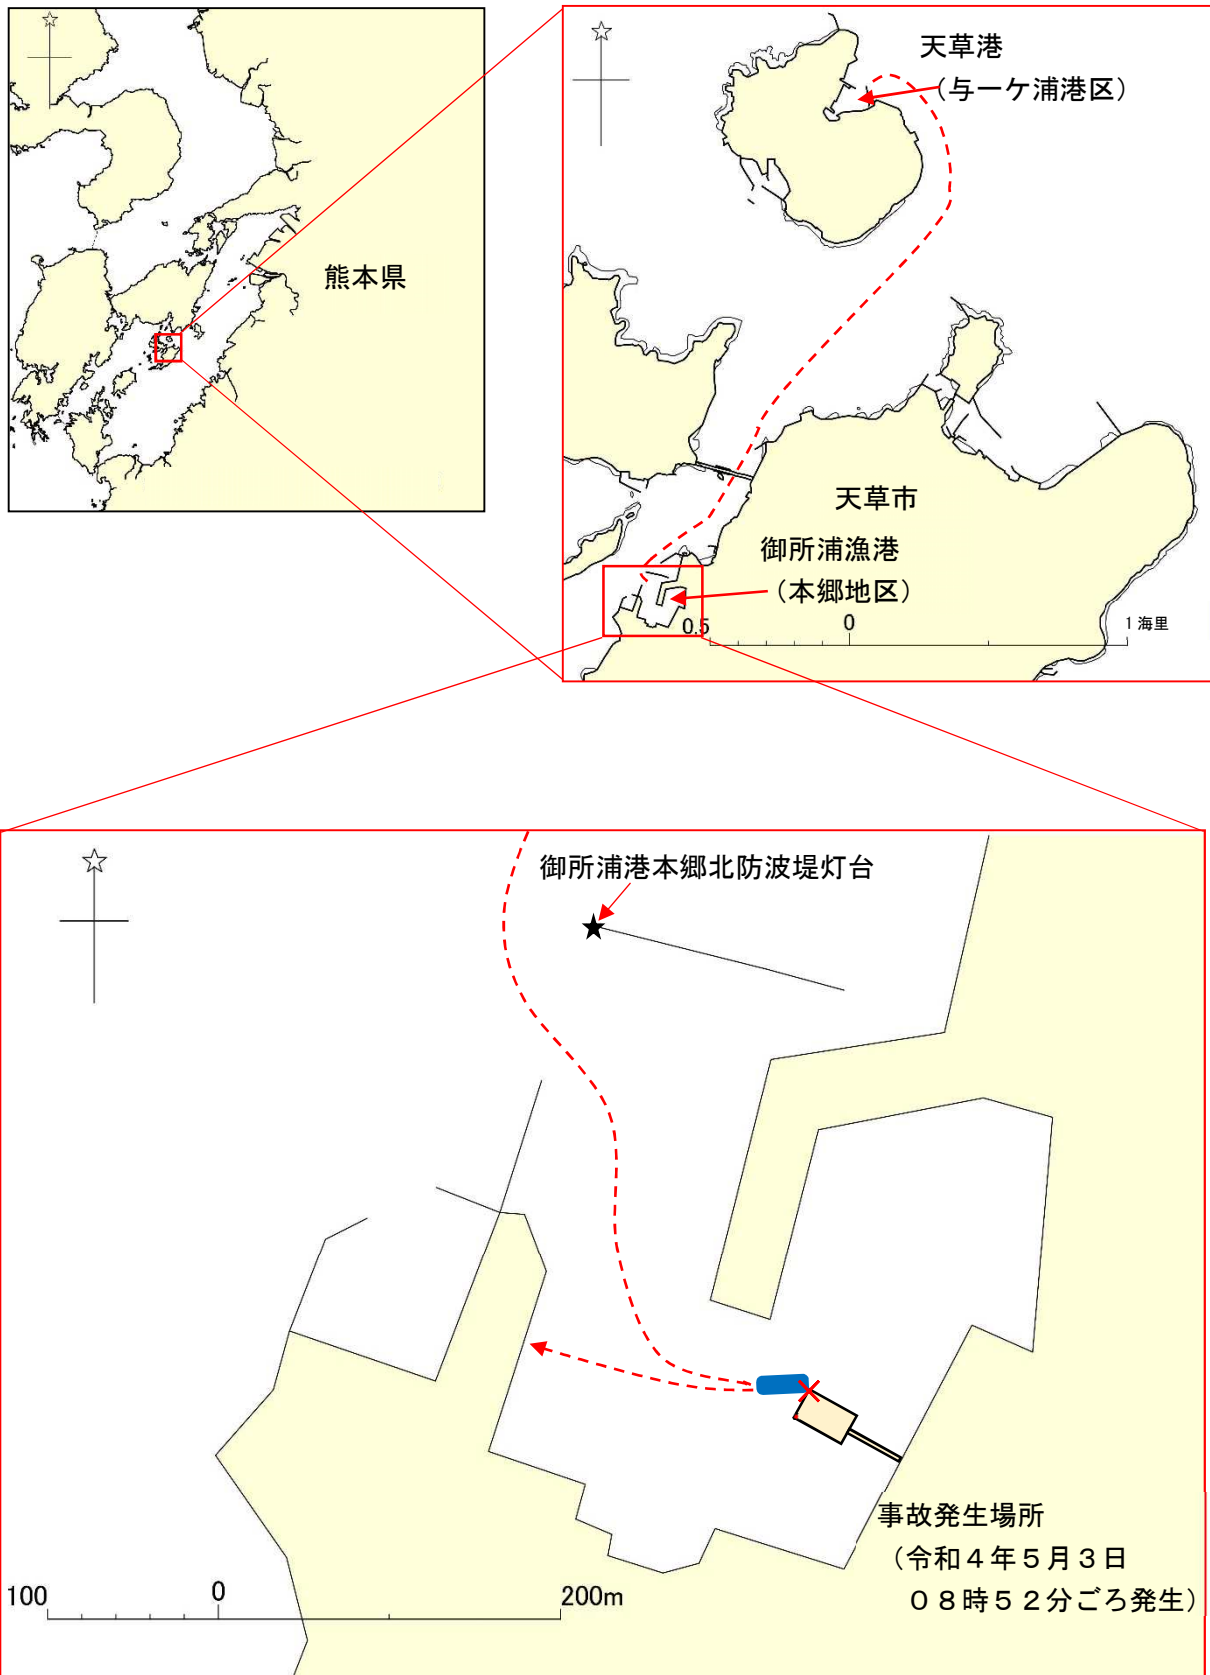 熊本県
天草港
（与一ケ浦港区）
天草市
御所浦漁港
（本郷地区）
0.5
0
1海里
御所浦港本郷北防波堤灯台
事故発生場所
（令和４年５月３日
０８時５２分ごろ発生）
100
0
200m